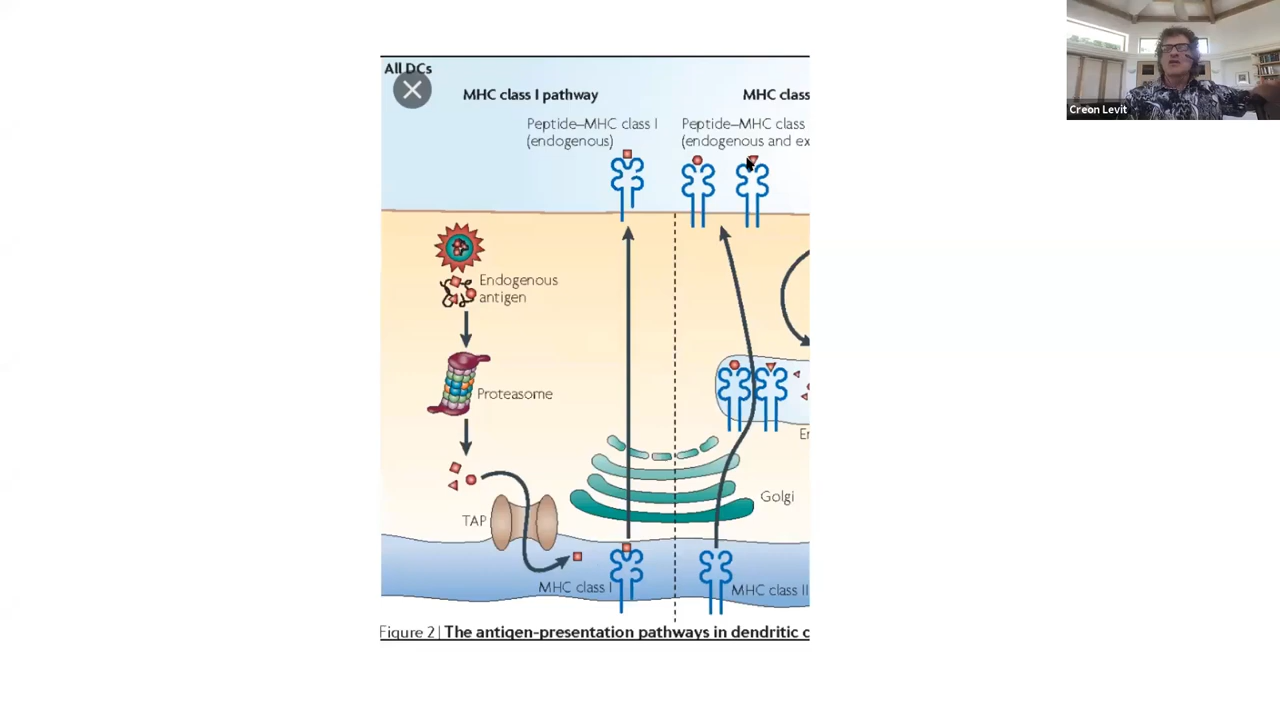 All DCs
MHC class I pathway
MHC class
Peptide–MHC class I
(endogenous)
Peptide–MHC class
(endogenous and ex
Endogenous
antigen
Proteasome
TAP
MHC class I
Golgi
MHC class II
Figure 2 | The antigen-presentation pathways in dendritic c
En
Creon Levit